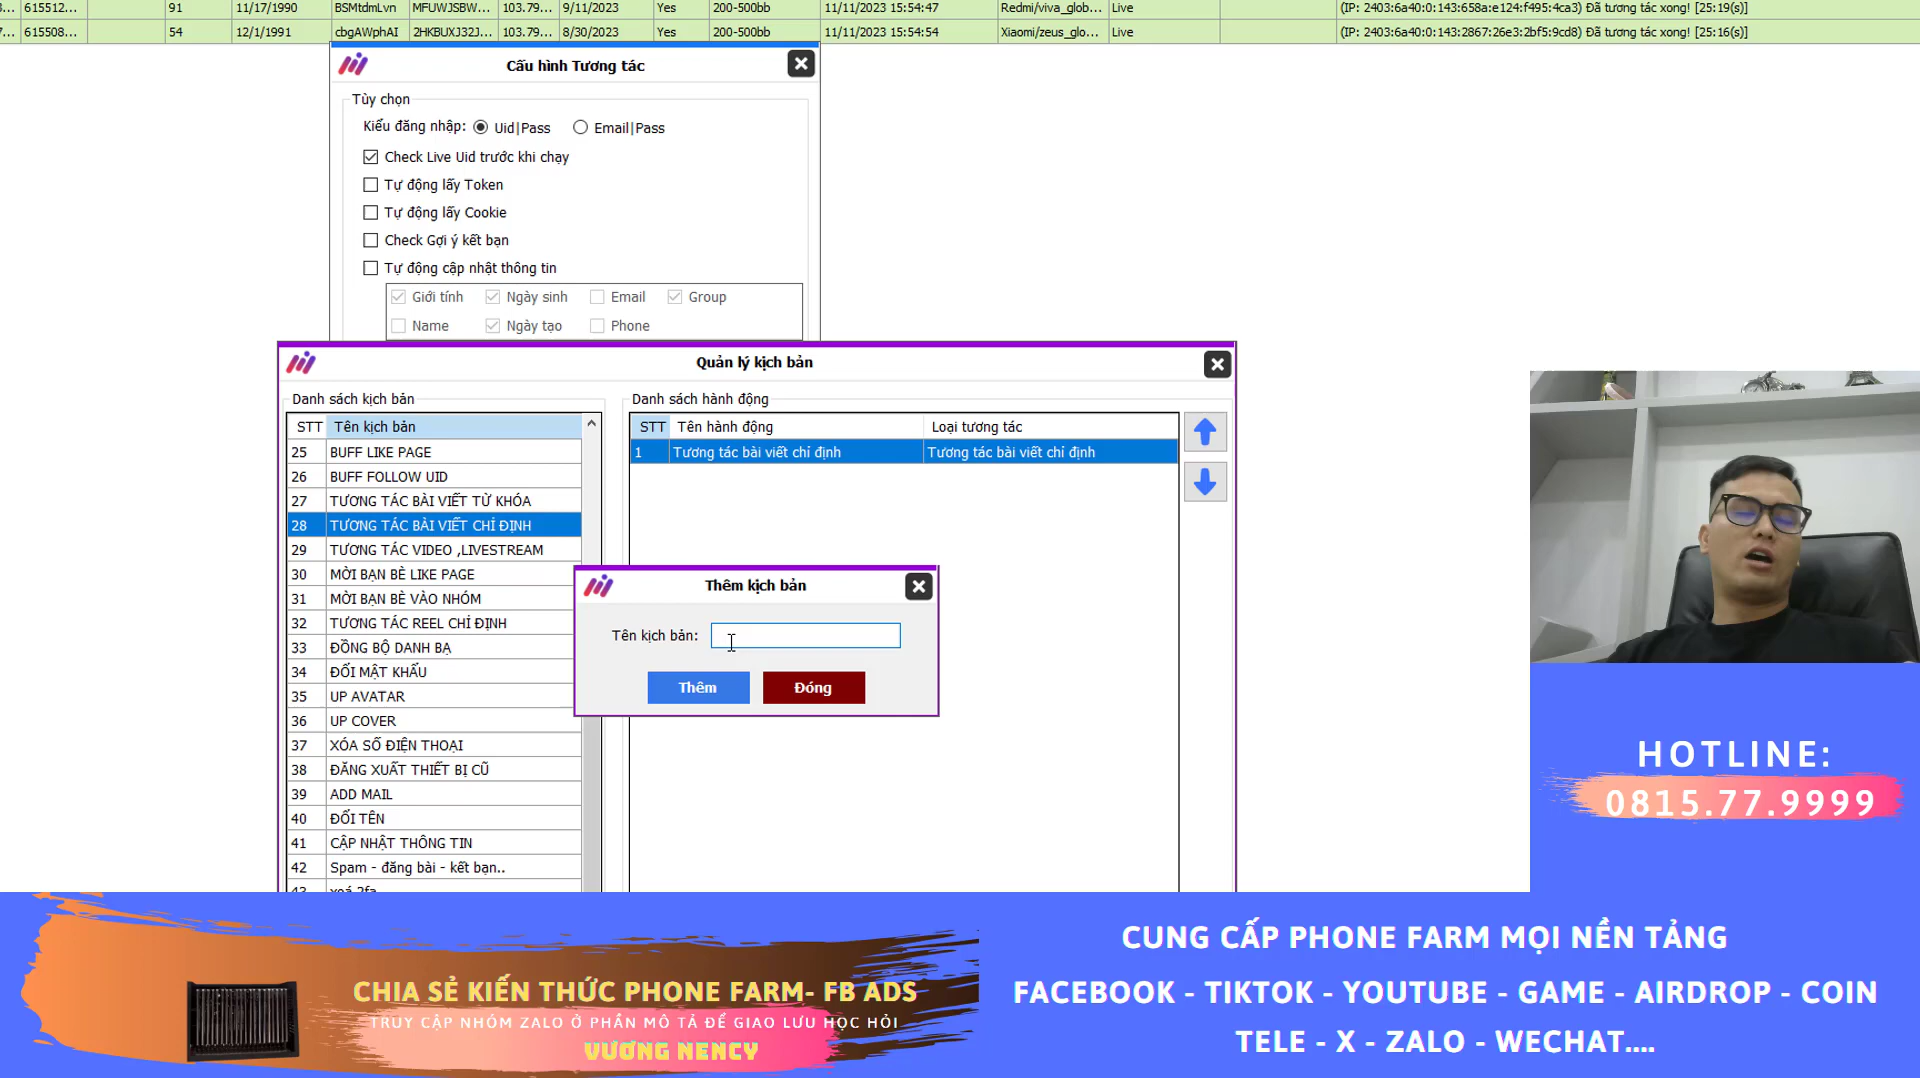 615512... 91 11/17/1990 BSMtdmLvn MFUWJSBW... 103.79... 9/11/2023 Yes 200-500bb 11/11/2023 15:54:47 Redmi/viva_glob... Live (IP: 2403:6a40:0:143:658a:e124:f495:4ca3) Đã tương tác xong! [25:19(s)]
615508... 54 12/1/1991 cbgAWphAI 2HKBUXJ32J... 103.79... 8/30/2023 Yes 200-500bb 11/11/2023 15:54:54 Xiaomi/zeus_glo... Live (IP: 2403:6a40:0:143:2867:26e3:2bf5:9cd8) Đã tương tác xong! [25:16(s)]
Cấu hình Tương tác
Tùy chọn
Kiểu đăng nhập: Uid|Pass Email|Pass
Check Live Uid trước khi chạy
Tự động lấy Token
Tự động lấy Cookie
Check Gợi ý kết bạn
Tự động cập nhật thông tin
Giới tính Ngày sinh Email Group
Name Ngày tạo Phone
Quản lý kịch bản
Danh sách kịch bản
STT Tên kịch bản
25 BUFF LIKE PAGE
26 BUFF FOLLOW UID
27 TƯƠNG TÁC BÀI VIẾT TỪ KHÓA
28 TƯƠNG TÁC BÀI VIẾT CHỈ ĐỊNH
29 TƯƠNG TÁC VIDEO ,LIVESTREAM
30 MỜI BẠN BÈ LIKE PAGE
31 MỜI BẠN BÈ VÀO NHÓM
32 TƯƠNG TÁC REEL CHỈ ĐỊNH
33 ĐỒNG BỘ DANH BẠ
34 ĐỔI MẬT KHẨU
35 UP AVATAR
36 UP COVER
37 XÓA SỐ ĐIỆN THOẠI
38 ĐĂNG XUẤT THIẾT BỊ CŨ
39 ADD MAIL
40 ĐỔI TÊN
41 CẬP NHẬT THÔNG TIN
42 Spam - đăng bài - kết bạn..
43 xoá 2fa
Danh sách hành động
STT Tên hành động Loại tương tác
1 Tương tác bài viết chỉ định Tương tác bài viết chỉ định
Thêm kịch bản
Tên kịch bản:
Thêm Đóng
HOTLINE:
0815.77.9999
CHIA SẺ KIẾN THỨC PHONE FARM- FB ADS
TRUY CẬP NHÓM ZALO Ở PHẦN MÔ TẢ ĐỂ GIAO LƯU HỌC HỎI
VƯƠNG NENCY
CUNG CẤP PHONE FARM MỌI NỀN TẢNG
FACEBOOK - TIKTOK - YOUTUBE - GAME - AIRDROP - COIN
TELE - X - ZALO - WECHAT....